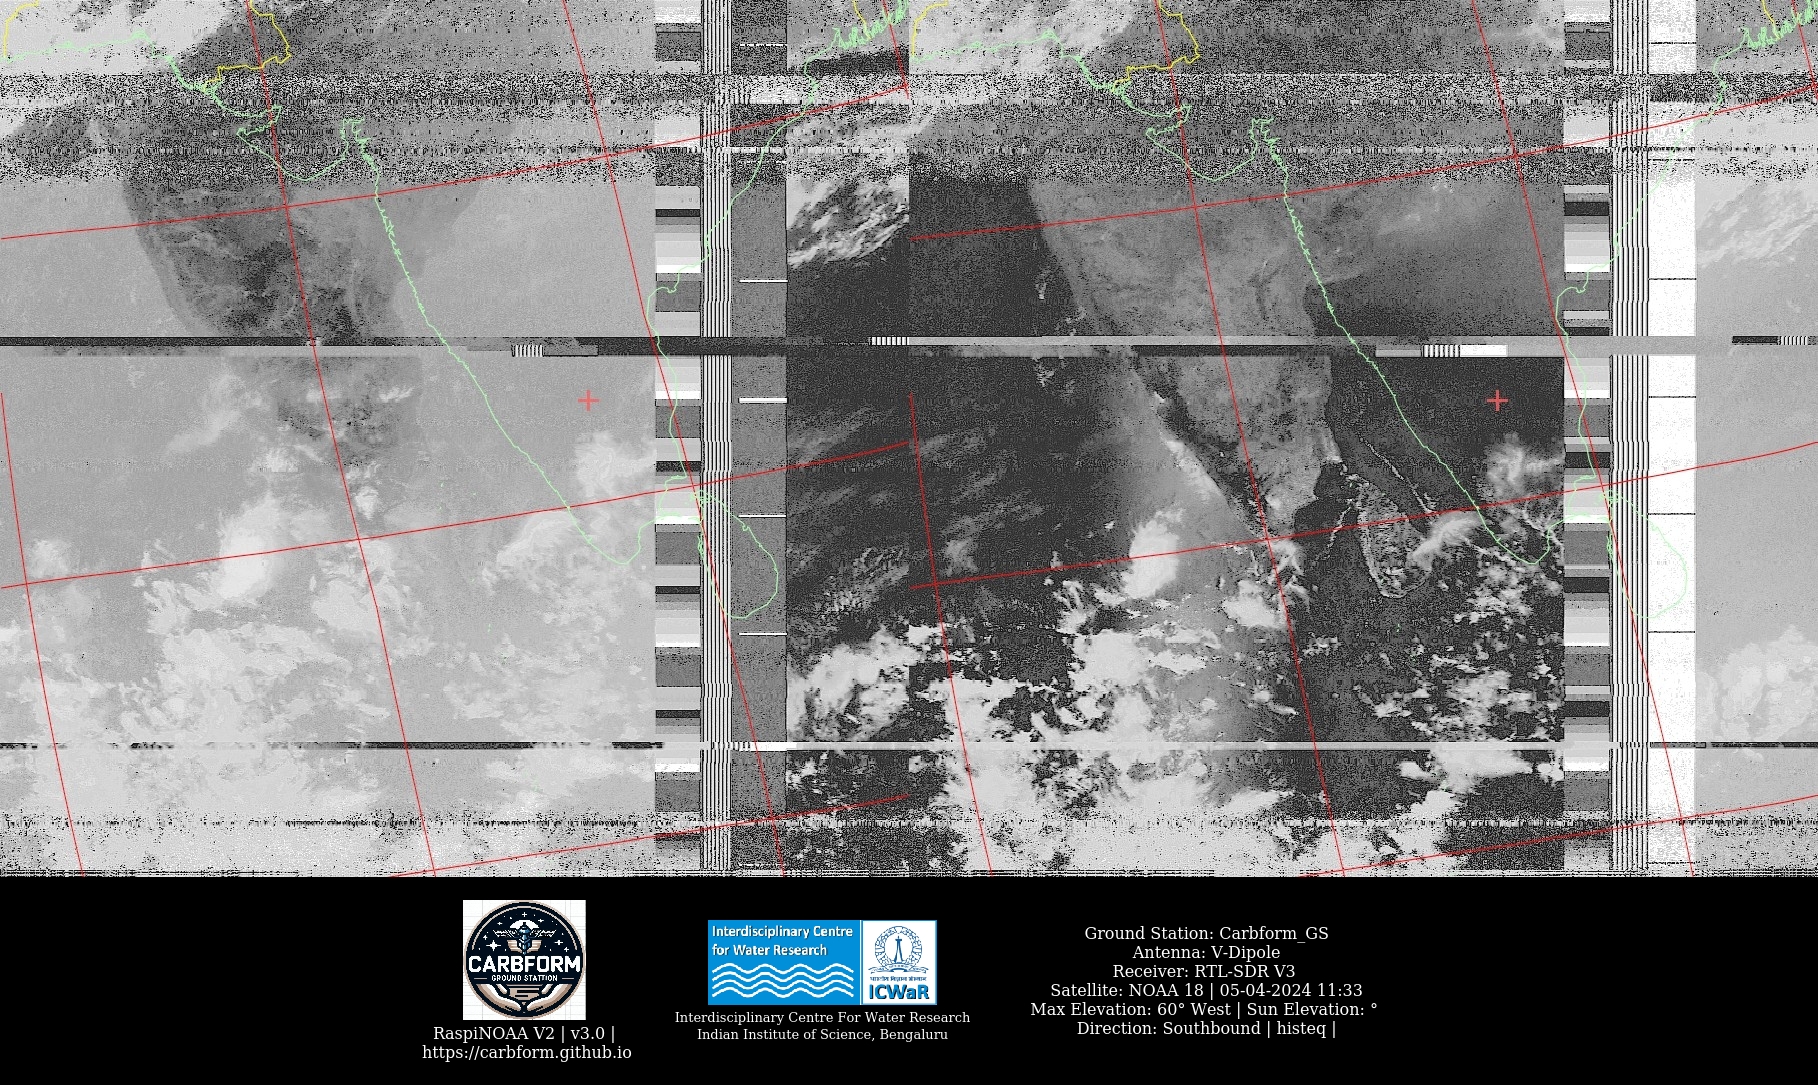 CARBFORM
GROUND STATION
RaspiNOAA V2 | v3.0 |
https://carbform.github.io
Interdisciplinary Centre
for Water Research
ICWaR
Interdisciplinary Centre For Water Research
Indian Institute of Science, Bengaluru
Ground Station: Carbform_GS
Antenna: V-Dipole
Receiver: RTL-SDR V3
Satellite: NOAA 18 | 05-04-2024 11:33
Max Elevation: 60° West | Sun Elevation: °
Direction: Southbound | histeq |